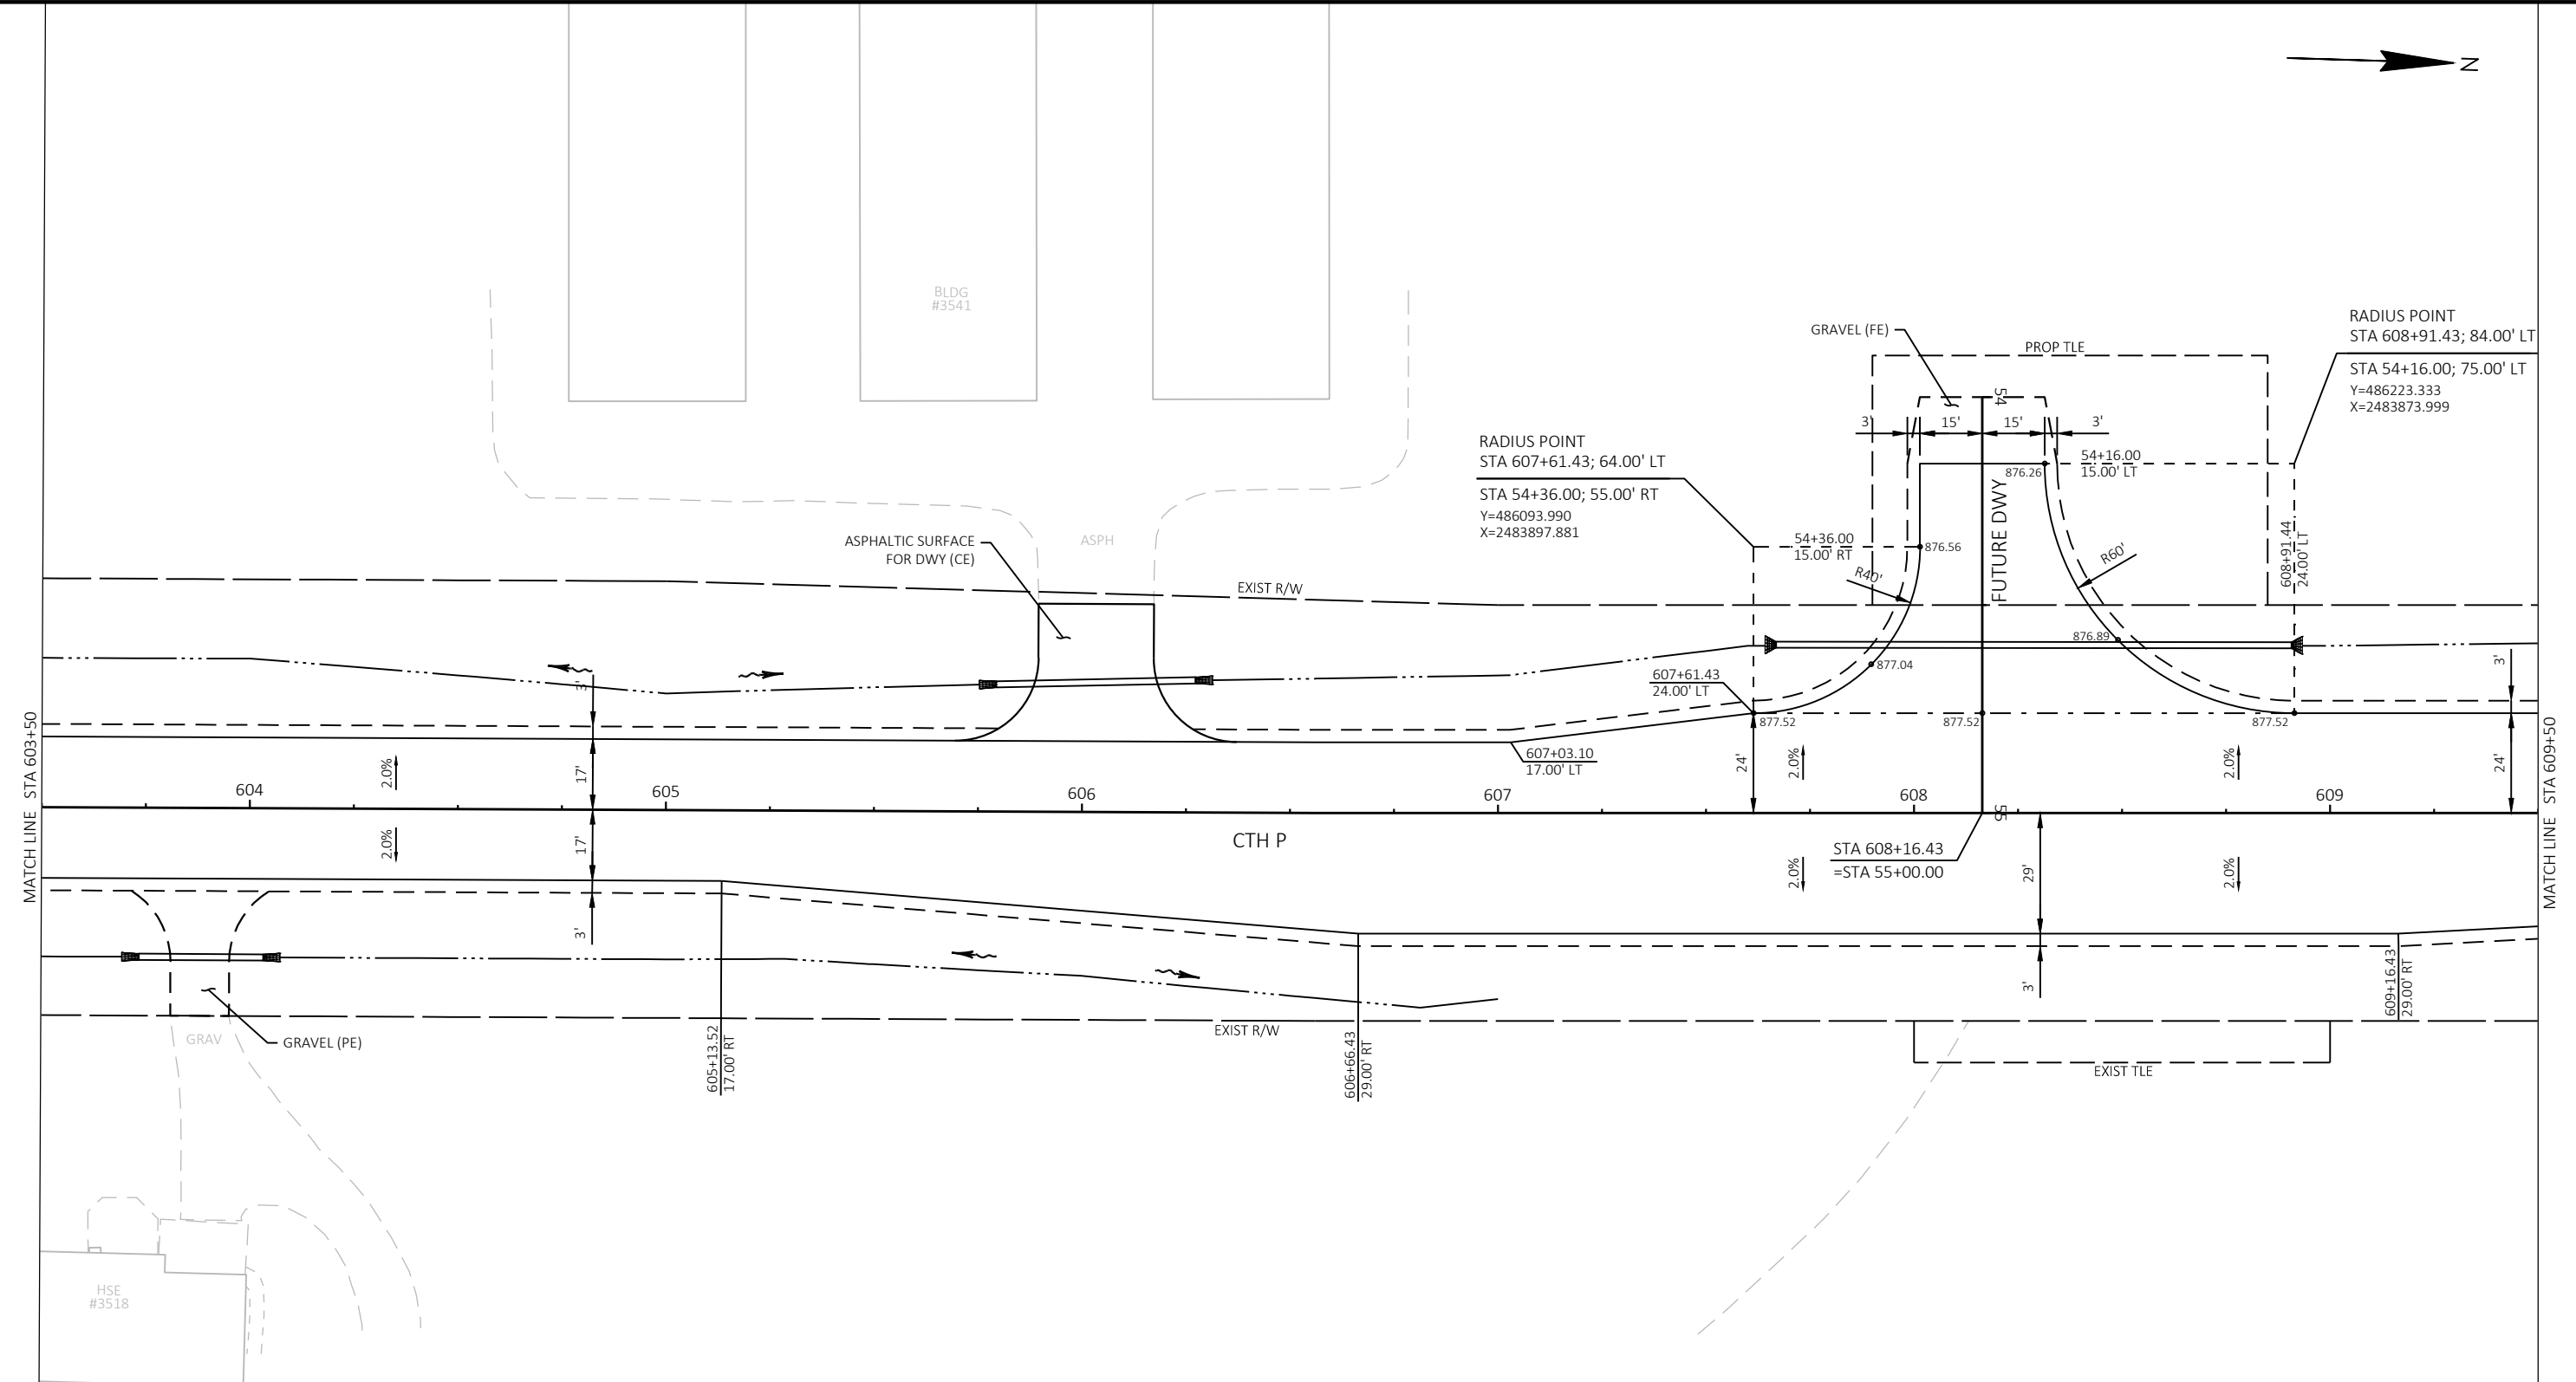 N
BLDG
#3541
RADIUS POINT
STA 608+91.43; 84.00' LT
STA 54+16.00; 75.00' LT
Y=486223.333
X=2483873.999
GRAVEL (FE)
PROP TLE
54
3'
15'
15'
3'
RADIUS POINT
STA 607+61.43; 64.00' LT
STA 54+36.00; 55.00' RT
Y=486093.990
X=2483897.881
54+16.00
15.00' LT
876.26
ASPHALTIC SURFACE
FOR DWY (CE)
ASPH
54+36.00
15.00' RT
876.56
FUTURE DWY
R40'
R60'
608+91.44
24.00' LT
EXIST R/W
876.89
877.04
607+61.43
24.00' LT
3'
3'
877.52
877.52
877.52
607+03.10
17.00' LT
MATCH LINE STA 603+50
2.0%
17'
24'
2.0%
2.0%
24'
604
605
606
607
608
609
55
MATCH LINE STA 609+50
CTH P
2.0%
17'
STA 608+16.43
=STA 55+00.00
2.0%
29'
2.0%
3'
3'
GRAV
GRAVEL (PE)
605+13.52
17.00' RT
EXIST R/W
606+66.43
29.00' RT
609+16.43
29.00' RT
EXIST TLE
HSE
#3518